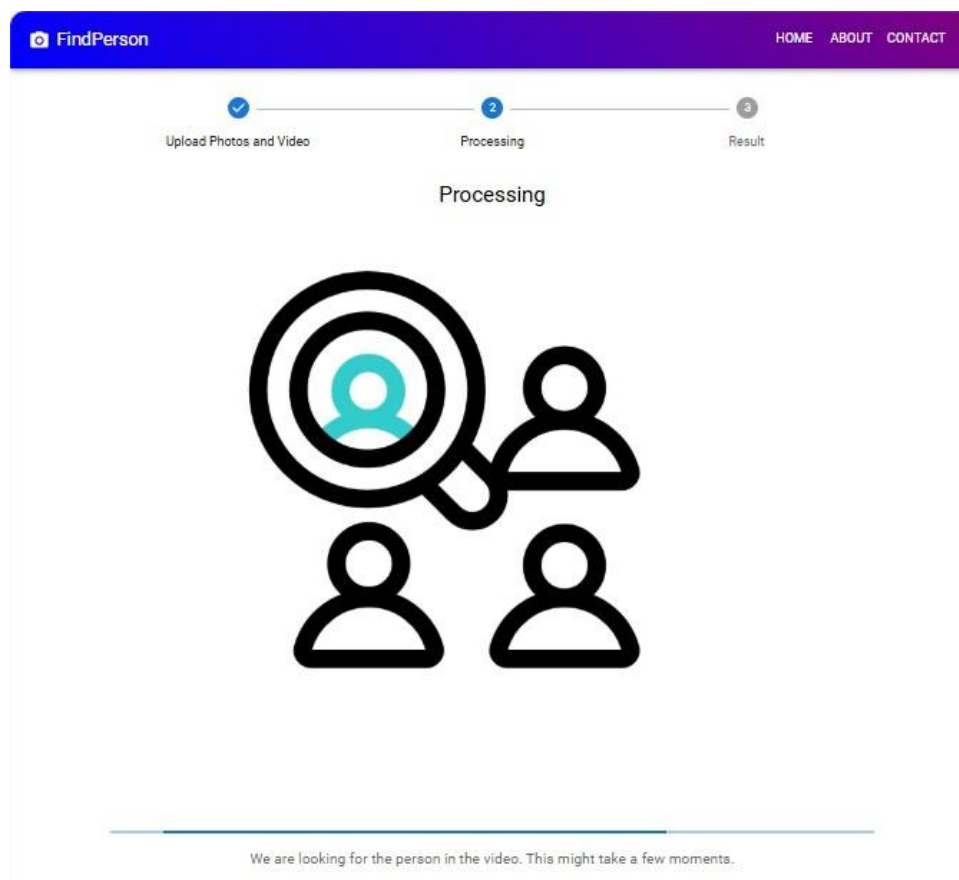 FindPerson HOME ABOUT CONTACT
2 3
Upload Photos and Video Processing Result
Processing
We are looking for the person in the video. This might take a few moments.